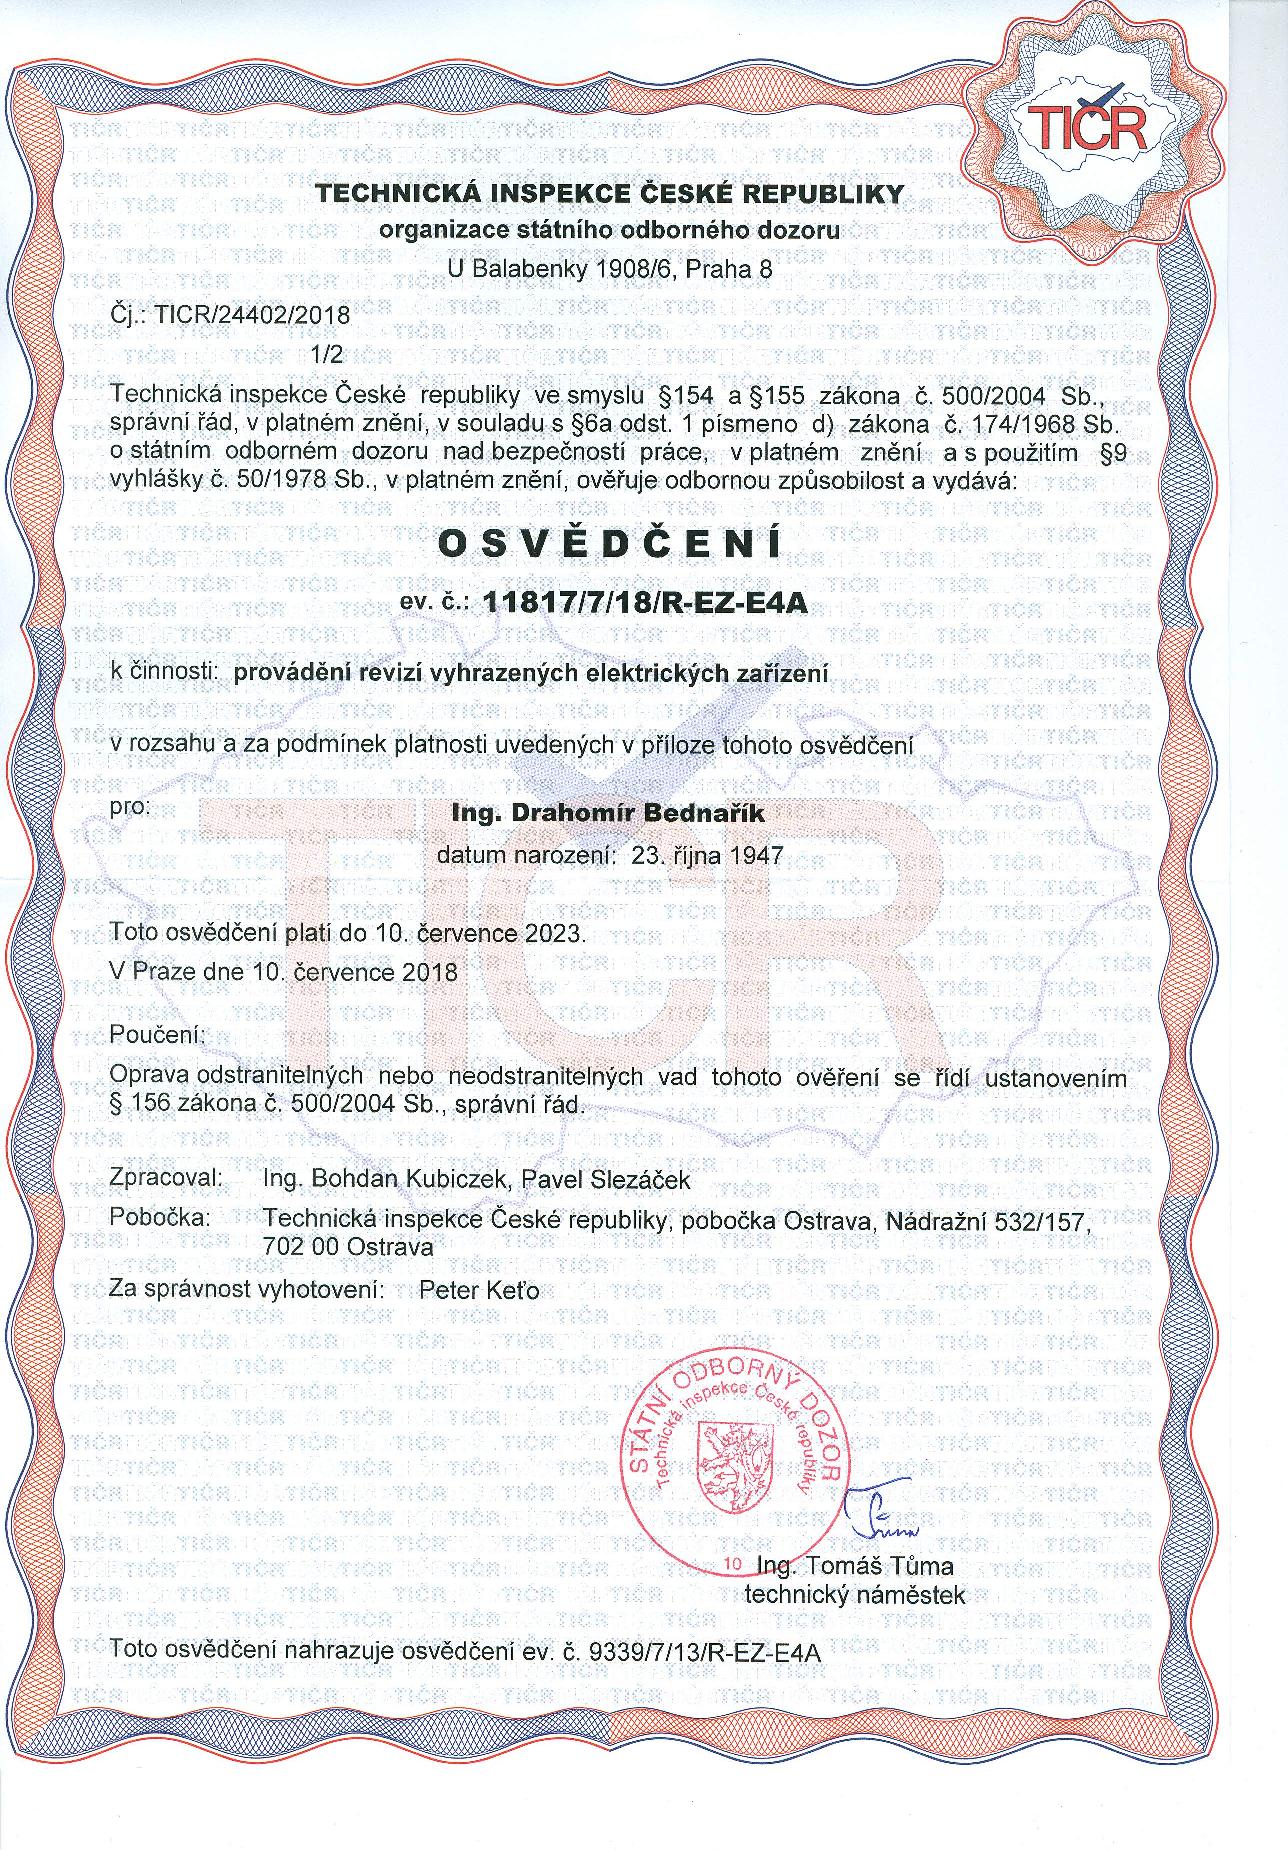 TIČR
TECHNICKÁ INSPEKCE ČESKÉ REPUBLIKY
organizace státního odborného dozoru
U Balabenky 1908/6, Praha 8
Čj.: TICR/24402/2018
1/2
Technická inspekce České republiky ve smyslu §154 a §155 zákona č. 500/2004 Sb.,
správní řád, v platném znění, v souladu s §6a odst. 1 písmeno d) zákona č. 174/1968 Sb.
o státním odborném dozoru nad bezpečností práce, v platném znění a s použitím §9
vyhlášky č. 50/1978 Sb., v platném znění, ověřuje odbornou způsobilost a vydává:
OSVĚDČENÍ
ev. č.: 11817/7/18/R-EZ-E4A
k činnosti: provádění revizí vyhrazených elektrických zařízení
v rozsahu a za podmínek platnosti uvedených v příloze tohoto osvědčení
pro: Ing. Drahomír Bednařík
datum narození: 23. října 1947
Toto osvědčení platí do 10. července 2023.
V Praze dne 10. července 2018
Poučení:
Oprava odstranitelných nebo neodstranitelných vad tohoto ověření se řídí ustanovením
§ 156 zákona č. 500/2004 Sb., správní řád.
Zpracoval: Ing. Bohdan Kubiczek, Pavel Slezáček
Pobočka: Technická inspekce České republiky, pobočka Ostrava, Nádražní 532/157,
702 00 Ostrava
Za správnost vyhotovení: Peter Keťo
STÁTNÍ ODBORNÝ DOZOR
Technická inspekce České republiky
10
Ing. Tomáš Tůma
technický náměstek
Toto osvědčení nahrazuje osvědčení ev. č. 9339/7/13/R-EZ-E4A